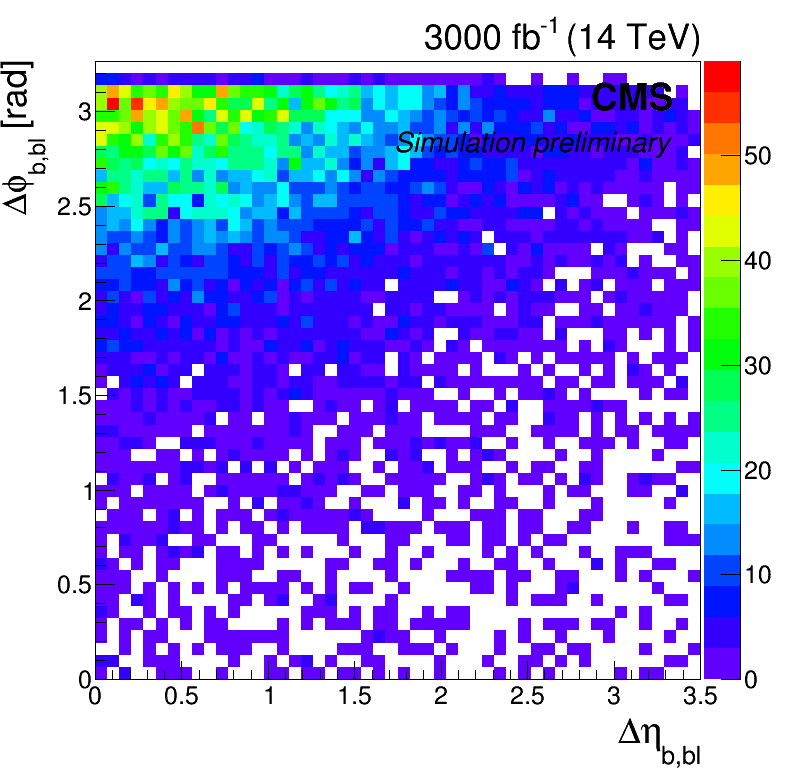 3000 fb⁻¹ (14 TeV)
CMS
Simulation preliminary
Δϕb,bl [rad]
3
2.5
2
1.5
1
0.5
0
0 0.5 1 1.5 2 2.5 3 3.5
Δηb,bl
50
40
30
20
10
0